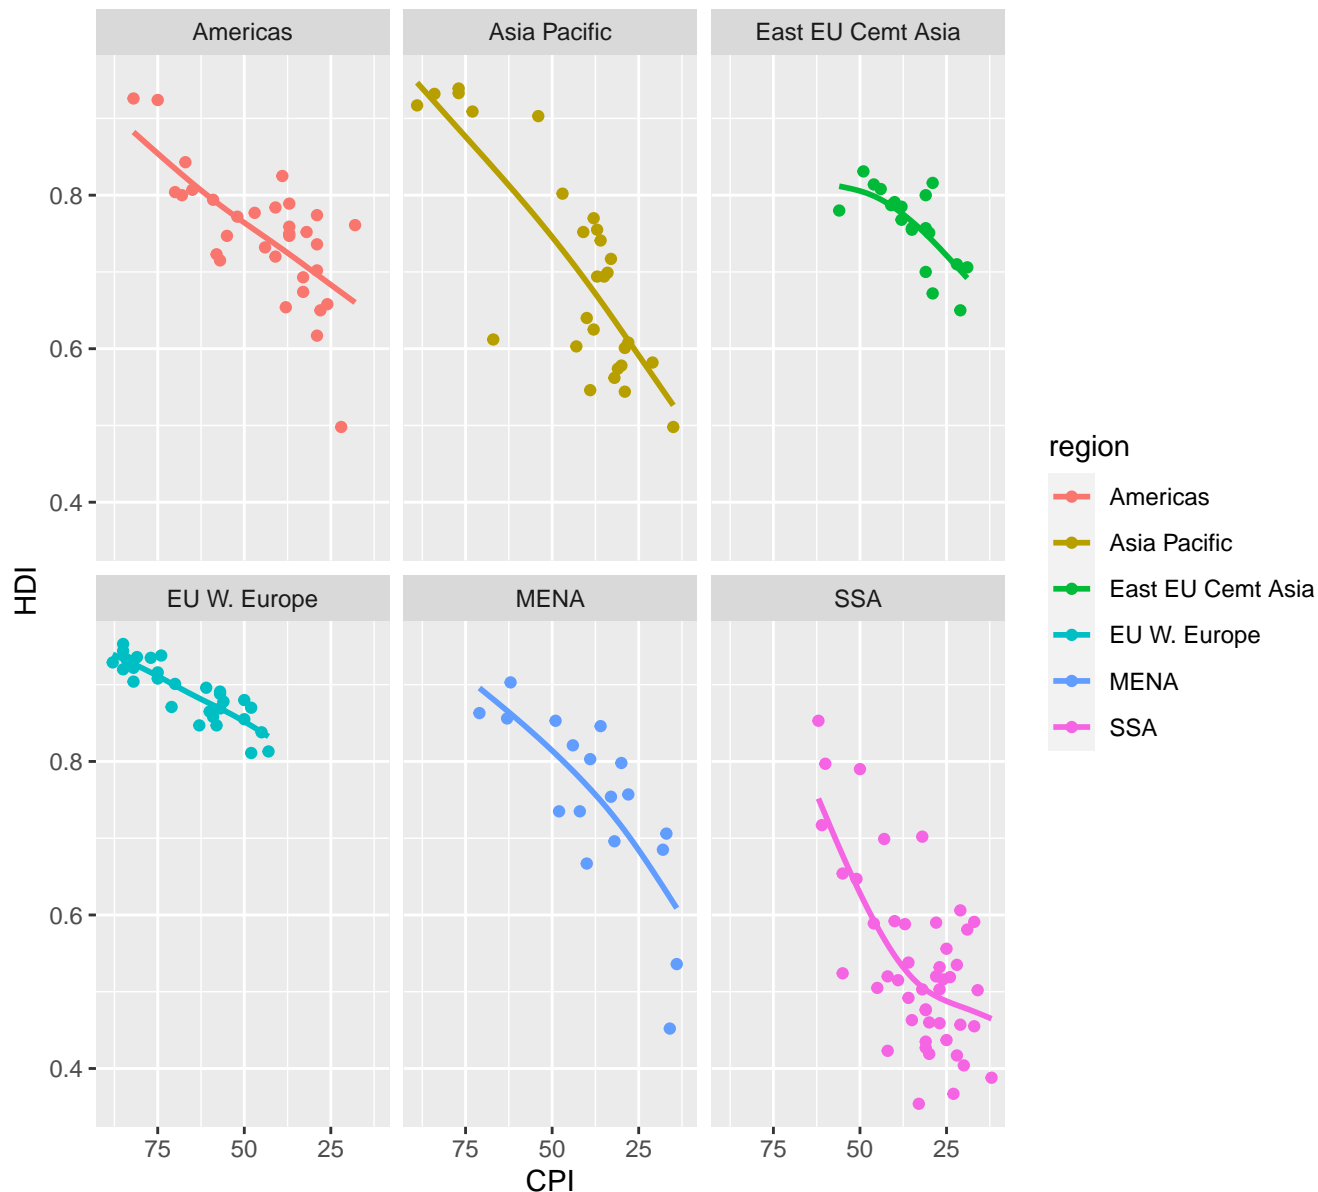 Americas
Asia Pacific
East EU Cemt Asia
0.8
0.6
0.4
HDI
EU W. Europe
MENA
SSA
0.8
0.6
0.4
75 50 25
75 50 25
75 50 25
CPI
region
Americas
Asia Pacific
East EU Cemt Asia
EU W. Europe
MENA
SSA